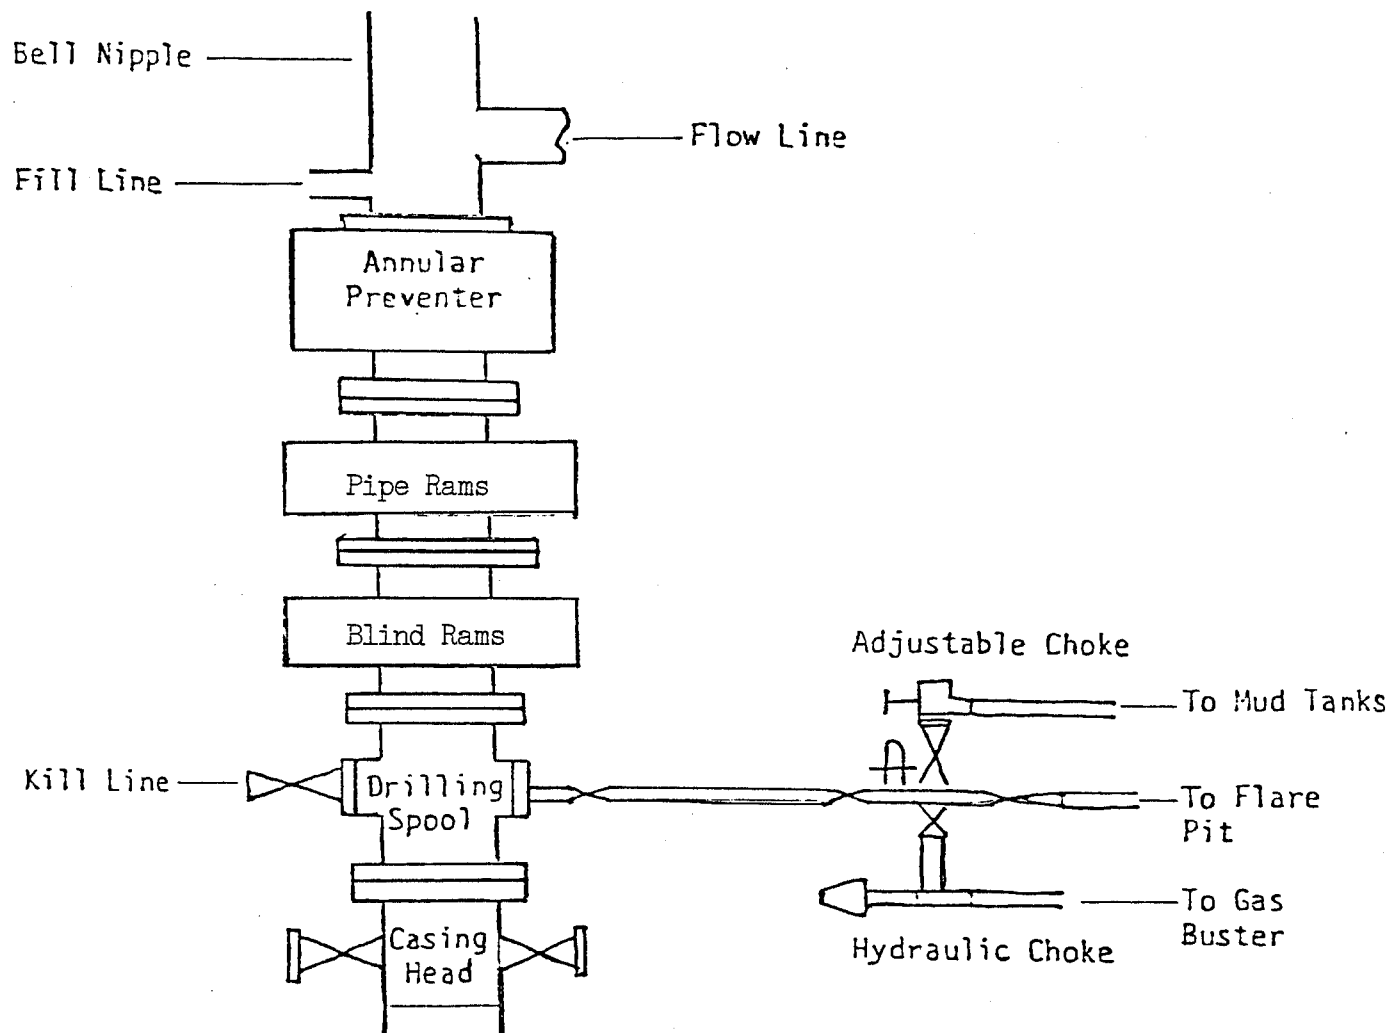 Bell Nipple
Flow Line
Fill Line
Annular
Preventer
Pipe Rams
Blind Rams
Adjustable Choke
To Mud Tanks
Kill Line
Drilling
Spool
To Flare
Pit
To Gas
Buster
Casing
Head
Hydraulic Choke